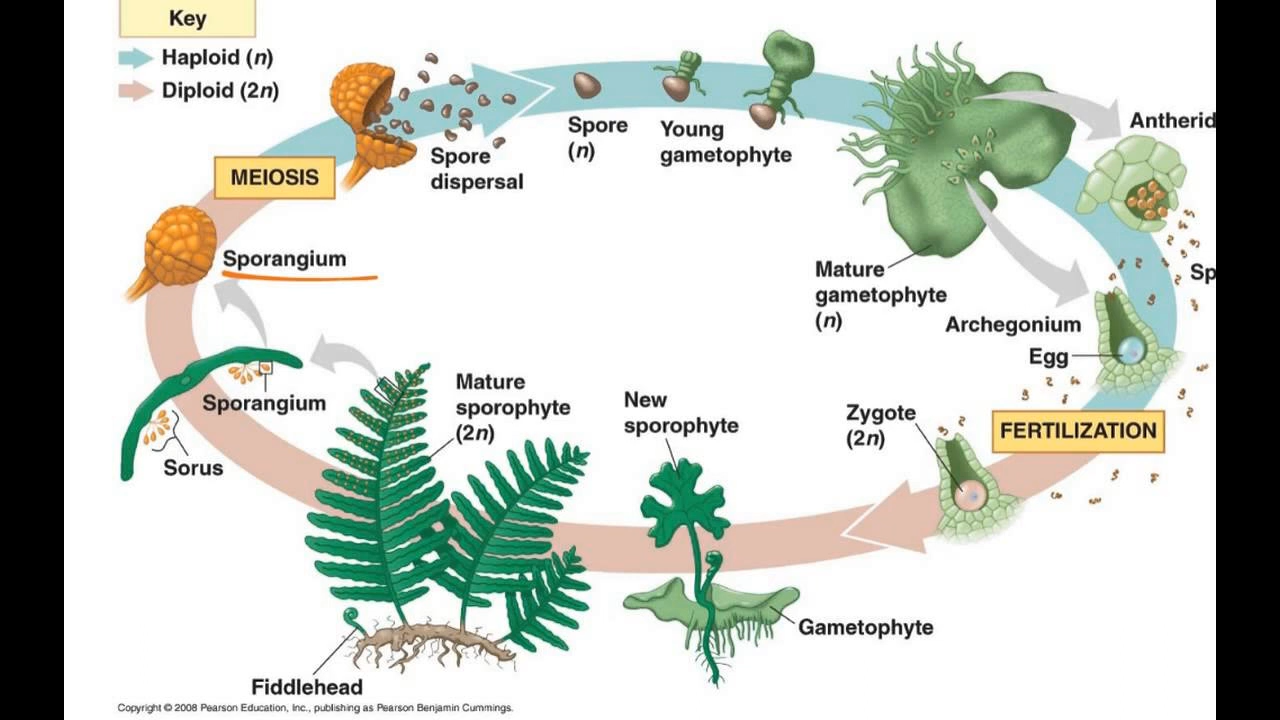 Key
Haploid (n)
Diploid (2n)
MEIOSIS
Spore
dispersal
Spore
(n)
Young
gametophyte
Antherid
Sporangium
Mature
gametophyte
(n)
Sp
Archegonium
Egg
Sporangium
Sorus
Mature
sporophyte
(2n)
New
sporophyte
Zygote
(2n)
FERTILIZATION
Gametophyte
Fiddlehead
Copyright © 2008 Pearson Education, Inc., publishing as Pearson Benjamin Cummings.